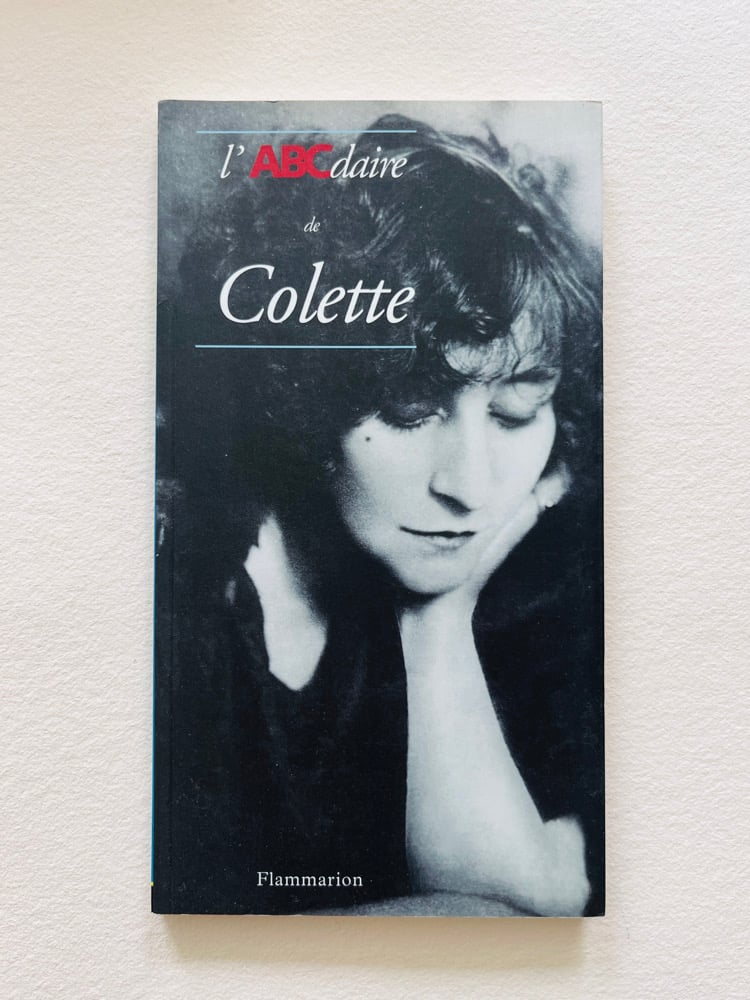 l'ABCdaire
de
Colette
Flammarion